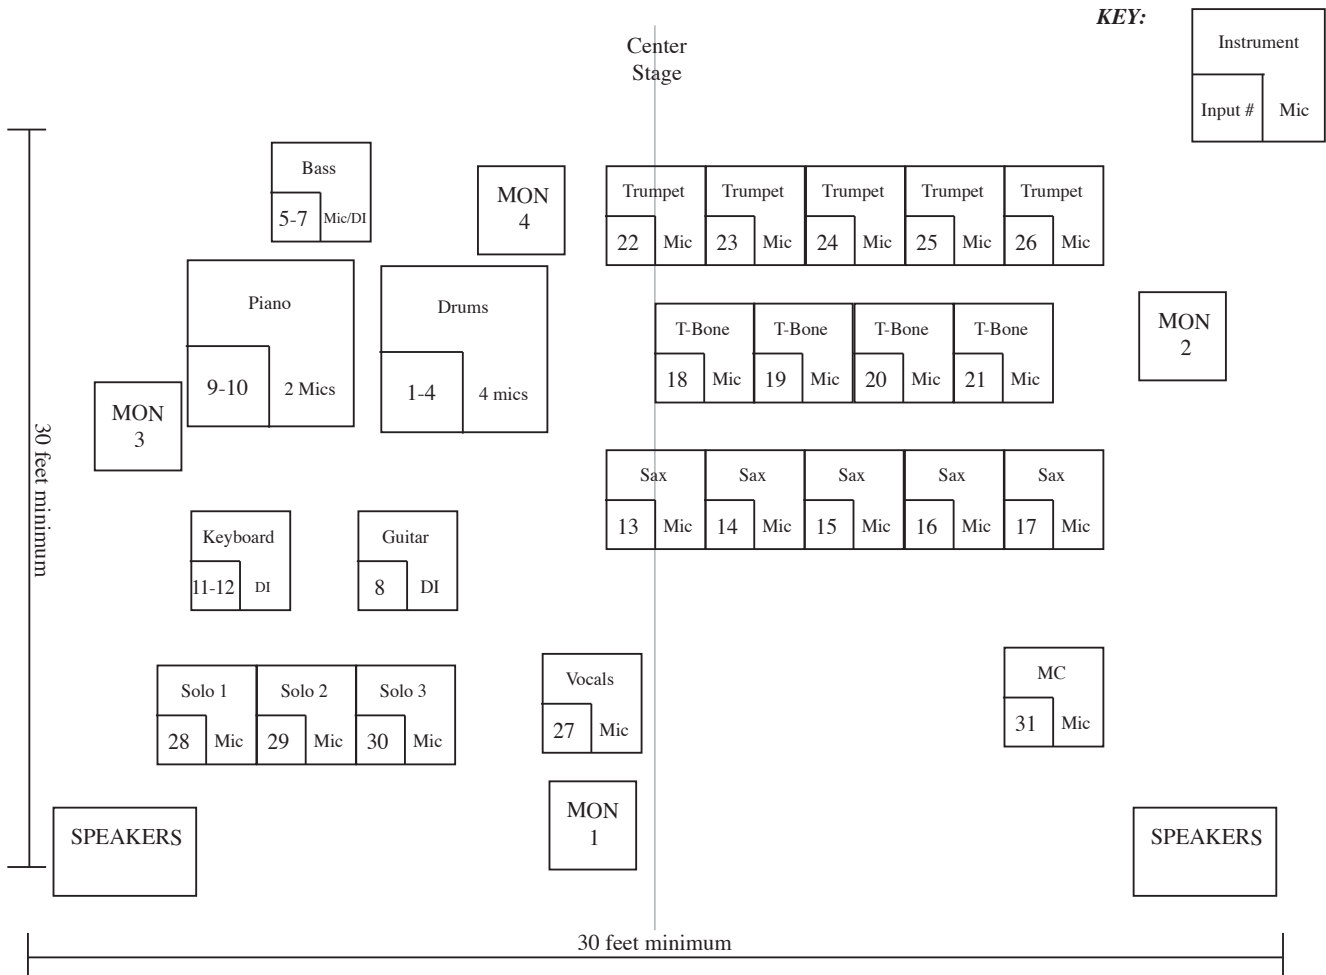 KEY:
Instrument
Input # Mic
Center
Stage
Bass
5-7 Mic/DI
MON
4
Trumpet Trumpet Trumpet Trumpet Trumpet
22 Mic 23 Mic 24 Mic 25 Mic 26 Mic
Piano
9-10 2 Mics
Drums
1-4 4 mics
T-Bone T-Bone T-Bone T-Bone
18 Mic 19 Mic 20 Mic 21 Mic
MON
2
MON
3
30 feet minimum
Sax Sax Sax Sax Sax
13 Mic 14 Mic 15 Mic 16 Mic 17 Mic
Keyboard
11-12 DI
Guitar
8 DI
Solo 1 Solo 2 Solo 3
28 Mic 29 Mic 30 Mic
Vocals
27 Mic
MC
31 Mic
SPEAKERS
MON
1
SPEAKERS
30 feet minimum